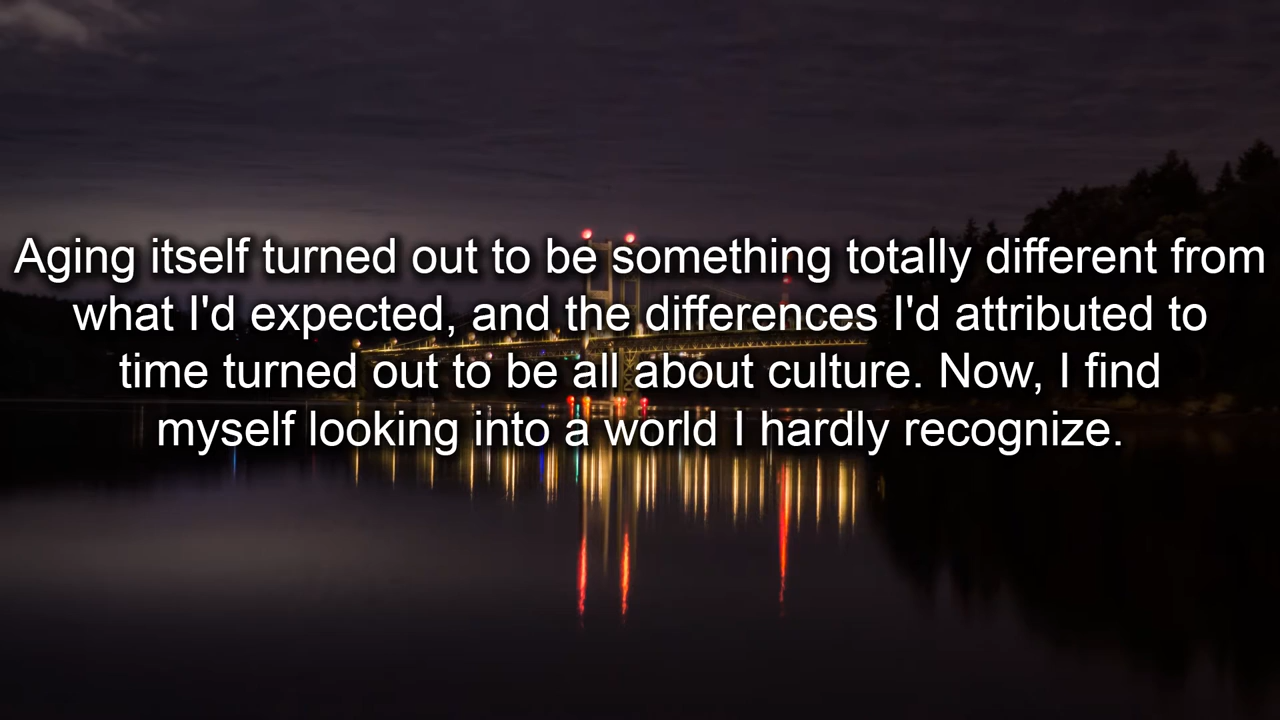 Aging itself turned out to be something totally different from
what I'd expected, and the differences I'd attributed to
time turned out to be all about culture. Now, I find
myself looking into a world I hardly recognize.